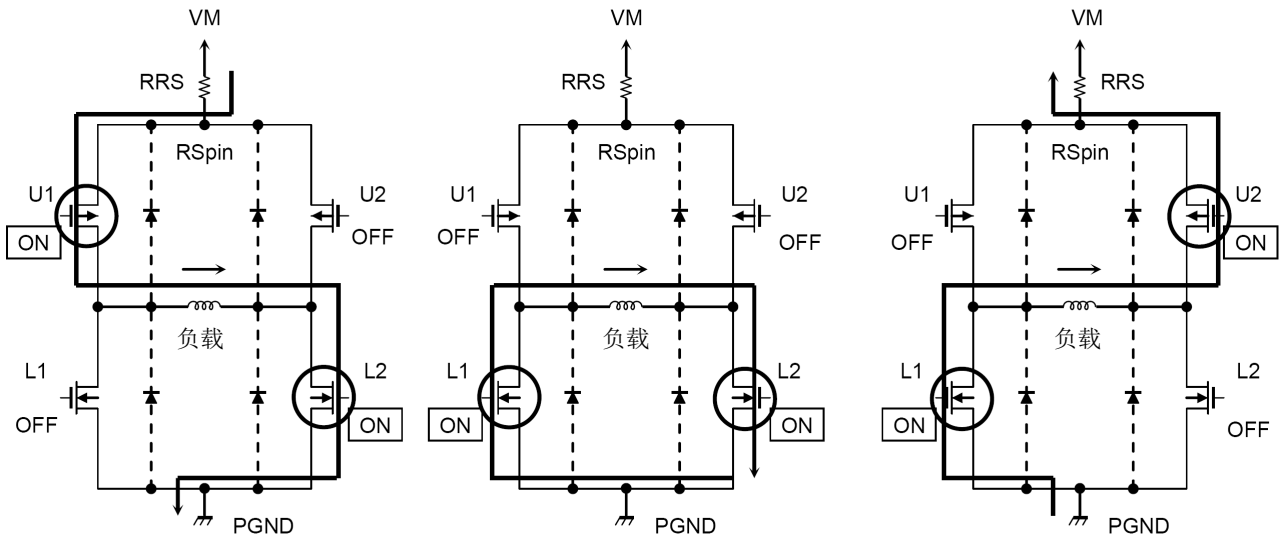 VM
RRS
RSpin
U1
ON
U2
OFF
负载
L1
OFF
L2
ON
PGND
VM
RRS
RSpin
U1
OFF
U2
OFF
负载
L1
ON
L2
ON
PGND
VM
RRS
RSpin
U1
OFF
U2
ON
负载
L1
ON
L2
OFF
PGND